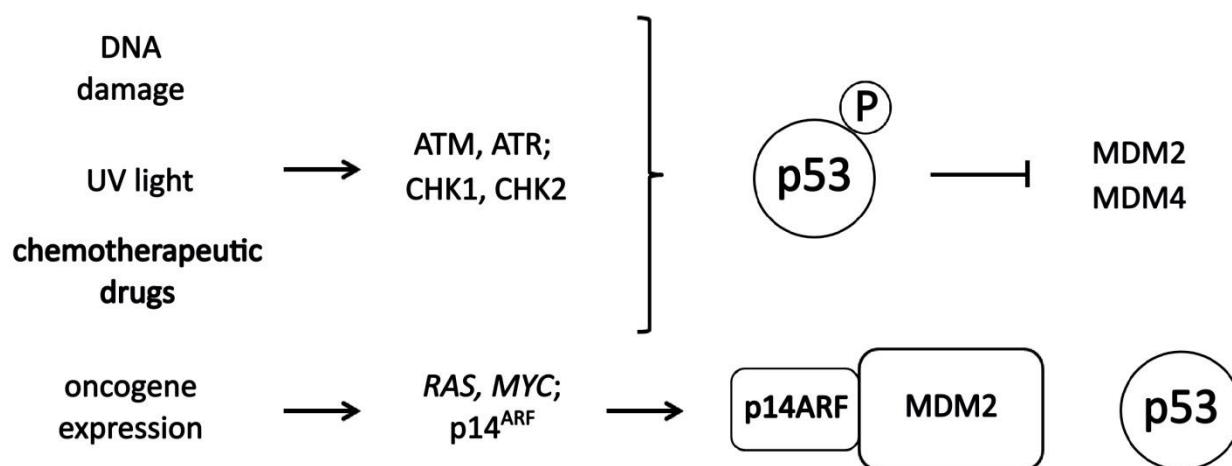 DNA
damage
UV light
chemotherapeutic
drugs
ATM, ATR;
CHK1, CHK2
P
p53
MDM2
MDM4
oncogene
expression
RAS, MYC;
p14ARF
p14ARF
MDM2
p53